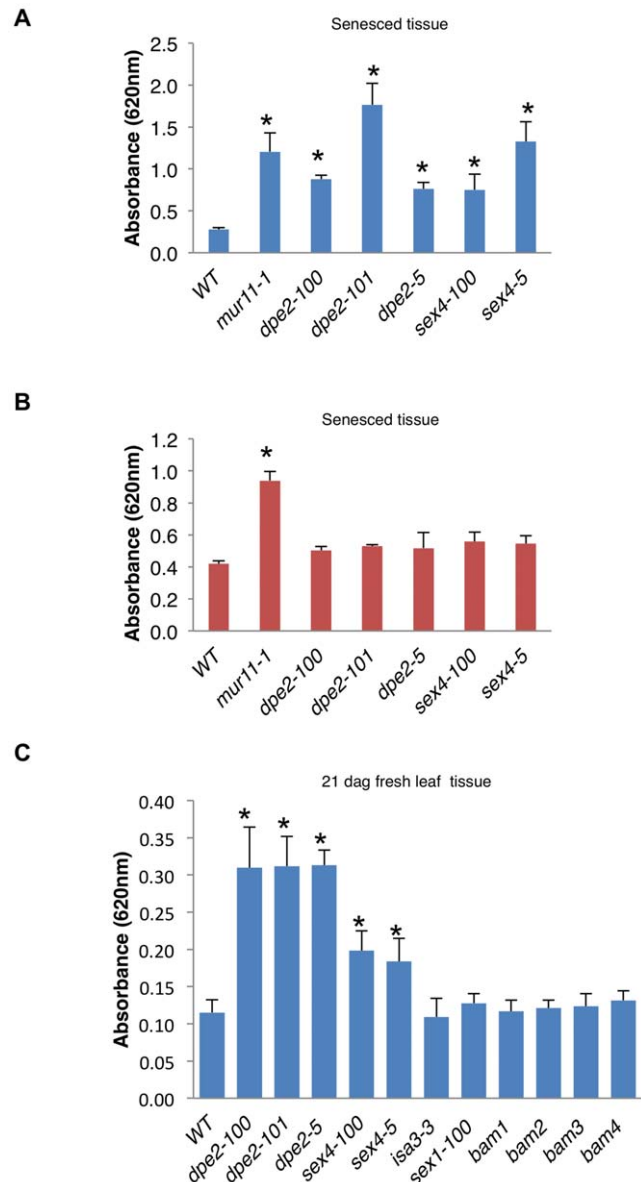 A
Senesced tissue
Absorbance (620nm)
2.5
2.0
1.5
1.0
0.5
0.0
* * * * * *
WT mur11-1 dpe2-100 dpe2-101 dpe2-5 sex4-100 sex4-5
B
Senesced tissue
Absorbance (620nm)
1.2
1.0
0.8
0.6
0.4
0.2
0.0
*
WT mur11-1 dpe2-100 dpe2-101 dpe2-5 sex4-100 sex4-5
C
21 dag fresh leaf tissue
Absorbance (620nm)
0.40
0.35
0.30
0.25
0.20
0.15
0.10
0.05
0.00
* * * * *
WT dpe2-100 dpe2-101 dpe2-5 sex4-100 sex4-5 isa3-3 sex1-100 bam1 bam2 bam3 bam4